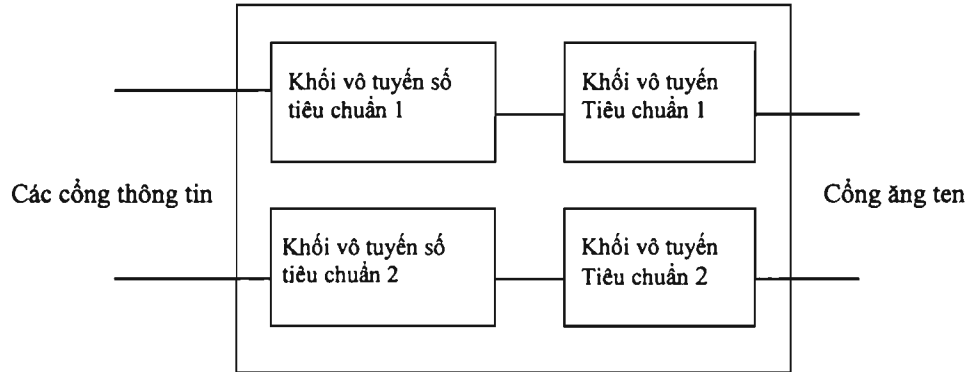 Khối vô tuyến số
tiêu chuẩn 1
Khối vô tuyến
Tiêu chuẩn 1
Các cổng thông tin
Cổng ăng ten
Khối vô tuyến số
tiêu chuẩn 2
Khối vô tuyến
Tiêu chuẩn 2